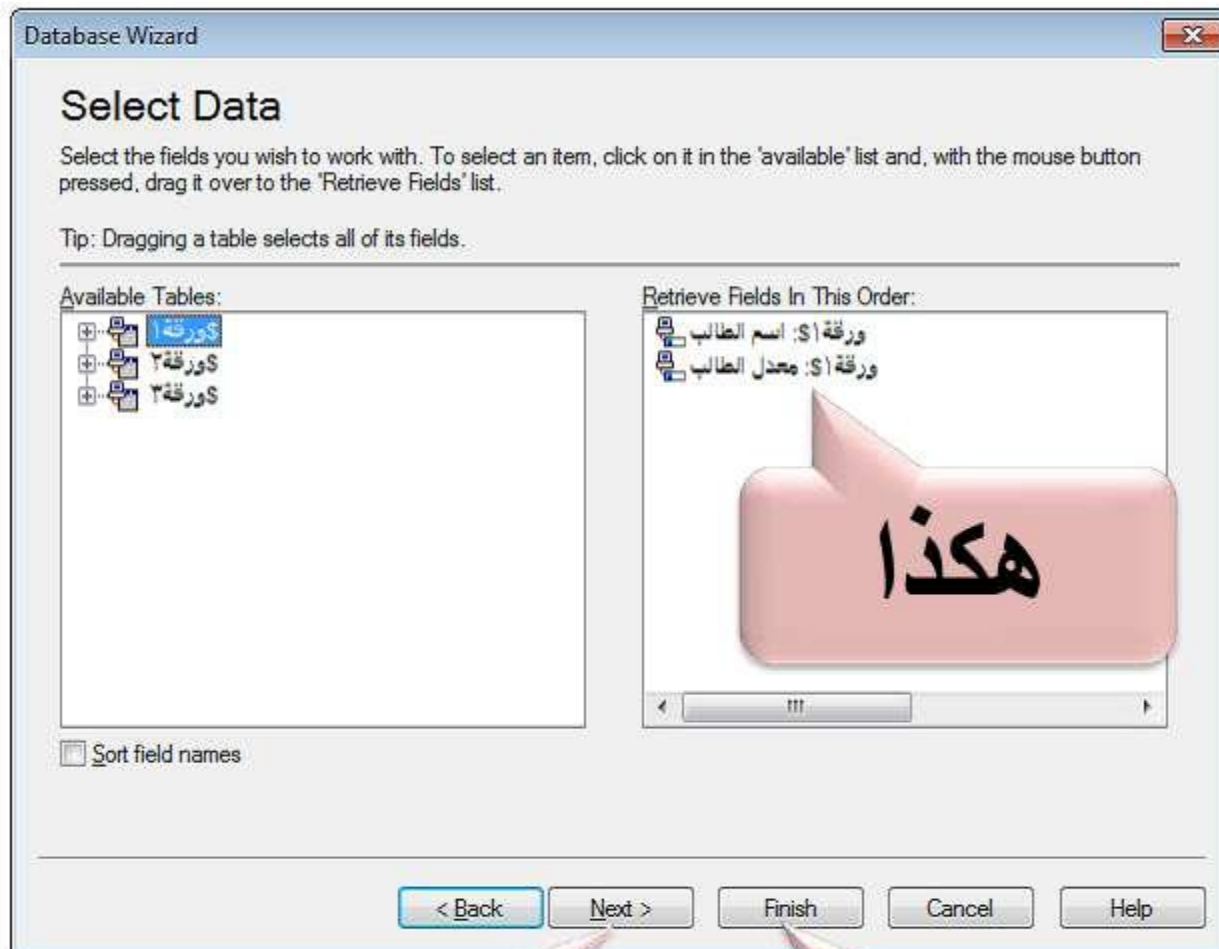 Database Wizard
Select Data
Select the fields you wish to work with. To select an item, click on it in the 'available' list and, with the mouse button
pressed, drag it over to the 'Retrieve Fields' list.
Tip: Dragging a table selects all of its fields.
Available Tables:
$ورقة١
$ورقة٢
$ورقة٣
Retrieve Fields In This Order:
ورقة١$: اسم الطالب
ورقة١$: معدل الطالب
هكذا
Sort field names
< Back
Next >
Finish
Cancel
Help